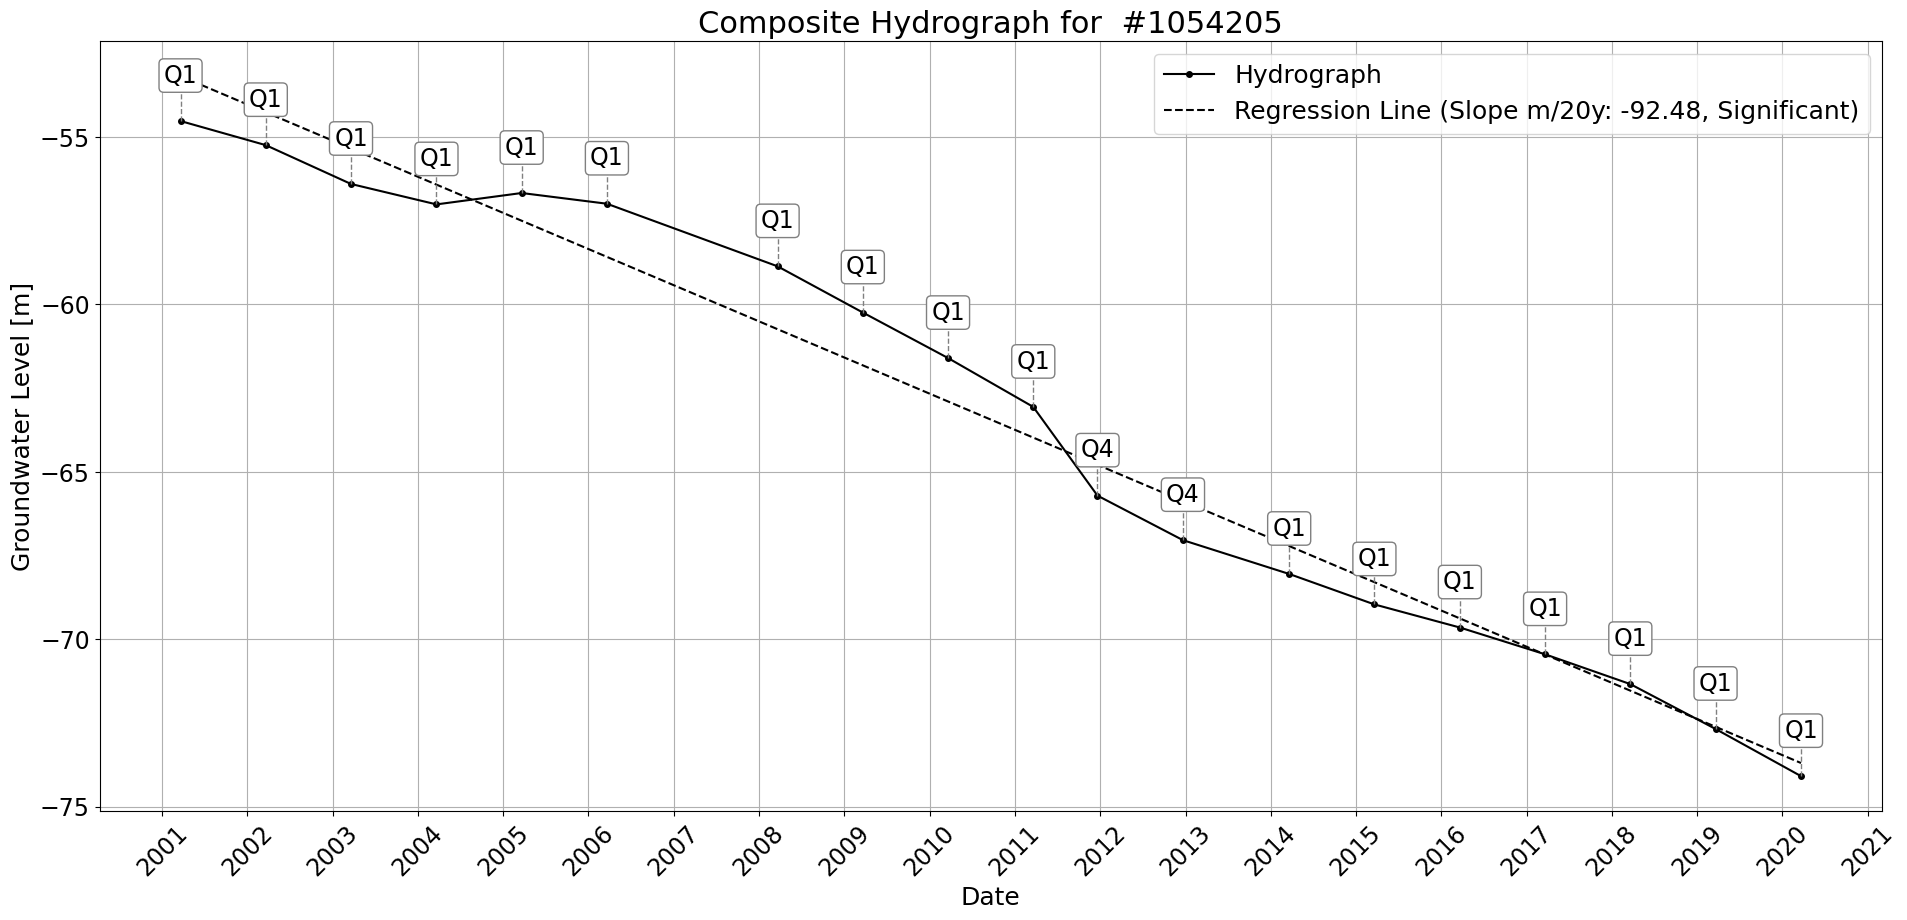 Composite Hydrograph for #1054205
Hydrograph
Regression Line (Slope m/20y: -92.48, Significant)
Q1
Q1
Q1
Q1
Q1
Q1
Q1
Q1
Q1
Q1
Q4
Q4
Q1
Q1
Q1
Q1
Q1
Q1
Q1
−55
−60
−65
−70
−75
Groundwater Level [m]
2001
2002
2003
2004
2005
2006
2007
2008
2009
2010
2011
2012
2013
2014
2015
2016
2017
2018
2019
2020
2021
Date